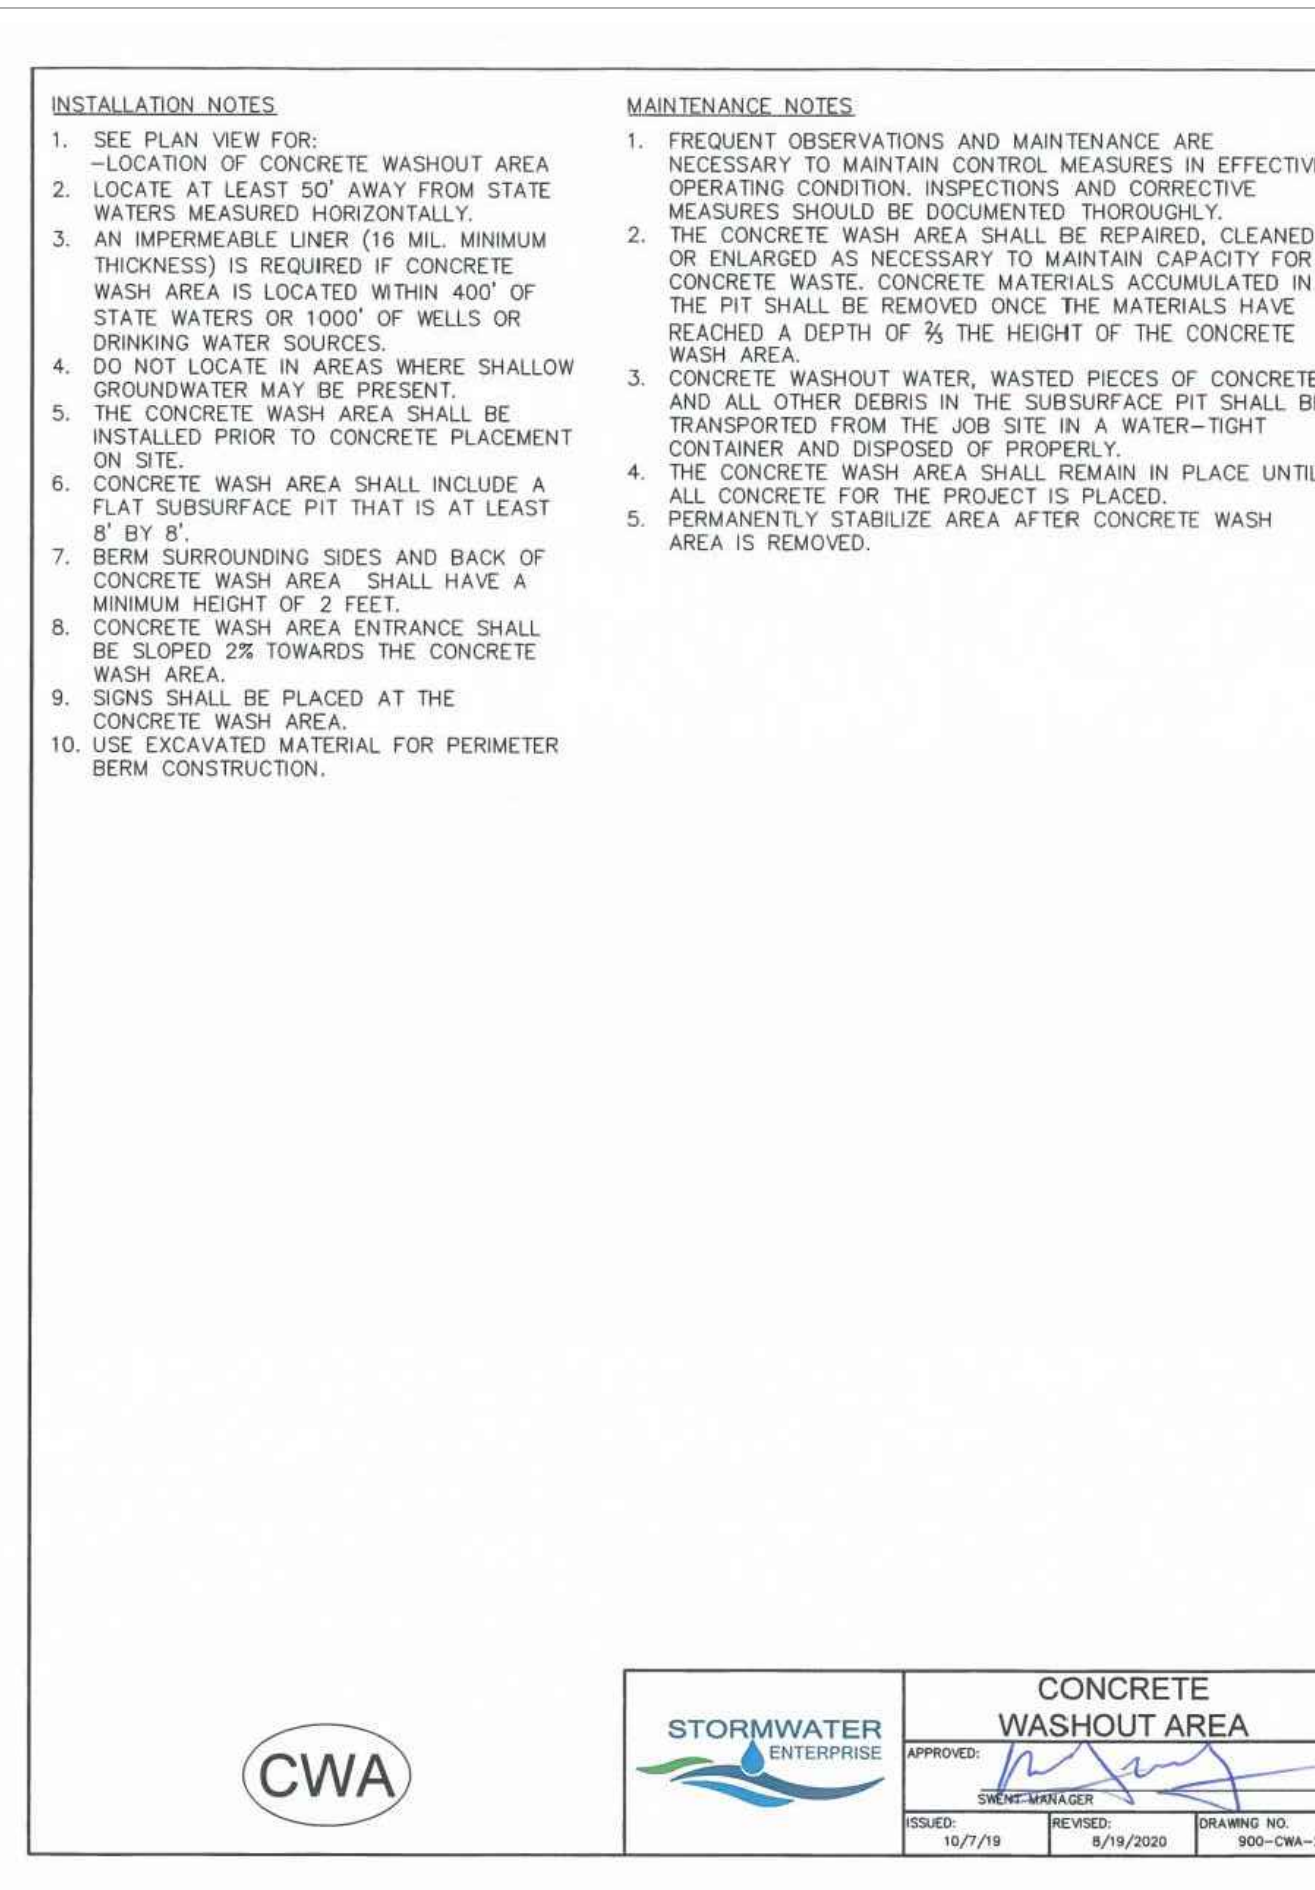 INSTALLATION NOTES
1. SEE PLAN VIEW FOR:
-LOCATION OF CONCRETE WASHOUT AREA
2. LOCATE AT LEAST 50' AWAY FROM STATE
WATERS MEASURED HORIZONTALLY.
3. AN IMPERMEABLE LINER (16 MIL. MINIMUM
THICKNESS) IS REQUIRED IF CONCRETE
WASH AREA IS LOCATED WITHIN 400' OF
STATE WATERS OR 1000' OF WELLS OR
DRINKING WATER SOURCES.
4. DO NOT LOCATE IN AREAS WHERE SHALLOW
GROUNDWATER MAY BE PRESENT.
5. THE CONCRETE WASH AREA SHALL BE
INSTALLED PRIOR TO CONCRETE PLACEMENT
ON SITE.
6. CONCRETE WASH AREA SHALL INCLUDE A
FLAT SUBSURFACE PIT THAT IS AT LEAST
8' BY 8'.
7. BERM SURROUNDING SIDES AND BACK OF
CONCRETE WASH AREA SHALL HAVE A
MINIMUM HEIGHT OF 2 FEET.
8. CONCRETE WASH AREA ENTRANCE SHALL
BE SLOPED 2% TOWARDS THE CONCRETE
WASH AREA.
9. SIGNS SHALL BE PLACED AT THE
CONCRETE WASH AREA.
10. USE EXCAVATED MATERIAL FOR PERIMETER
BERM CONSTRUCTION.
MAINTENANCE NOTES
1. FREQUENT OBSERVATIONS AND MAINTENANCE ARE
NECESSARY TO MAINTAIN CONTROL MEASURES IN EFFECTIV
OPERATING CONDITION. INSPECTIONS AND CORRECTIVE
MEASURES SHOULD BE DOCUMENTED THOROUGHLY.
2. THE CONCRETE WASH AREA SHALL BE REPAIRED, CLEANED
OR ENLARGED AS NECESSARY TO MAINTAIN CAPACITY FOR
CONCRETE WASTE. CONCRETE MATERIALS ACCUMULATED IN
THE PIT SHALL BE REMOVED ONCE THE MATERIALS HAVE
REACHED A DEPTH OF ⅔ THE HEIGHT OF THE CONCRETE
WASH AREA.
3. CONCRETE WASHOUT WATER, WASTED PIECES OF CONCRETE
AND ALL OTHER DEBRIS IN THE SUBSURFACE PIT SHALL B
TRANSPORTED FROM THE JOB SITE IN A WATER-TIGHT
CONTAINER AND DISPOSED OF PROPERLY.
4. THE CONCRETE WASH AREA SHALL REMAIN IN PLACE UNTIL
ALL CONCRETE FOR THE PROJECT IS PLACED.
5. PERMANENTLY STABILIZE AREA AFTER CONCRETE WASH
AREA IS REMOVED.
CWA
STORMWATER
ENTERPRISE
CONCRETE
WASHOUT AREA
APPROVED:
SWENT MANAGER
ISSUED:
10/7/19
REVISED:
8/19/2020
DRAWING NO.
900-CWA-